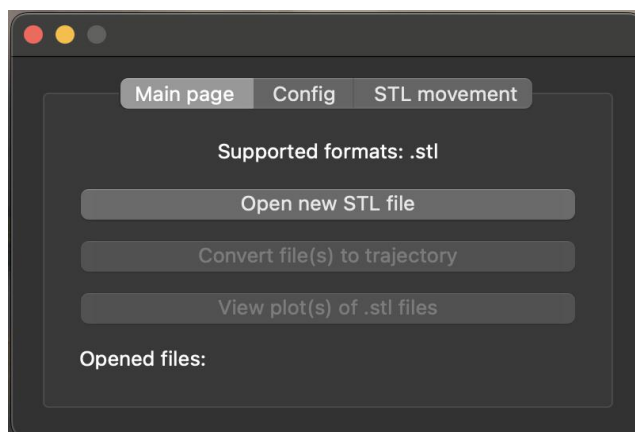 Main page Config STL movement
Supported formats: .stl
Open new STL file
Convert file(s) to trajectory
View plot(s) of .stl files
Opened files: